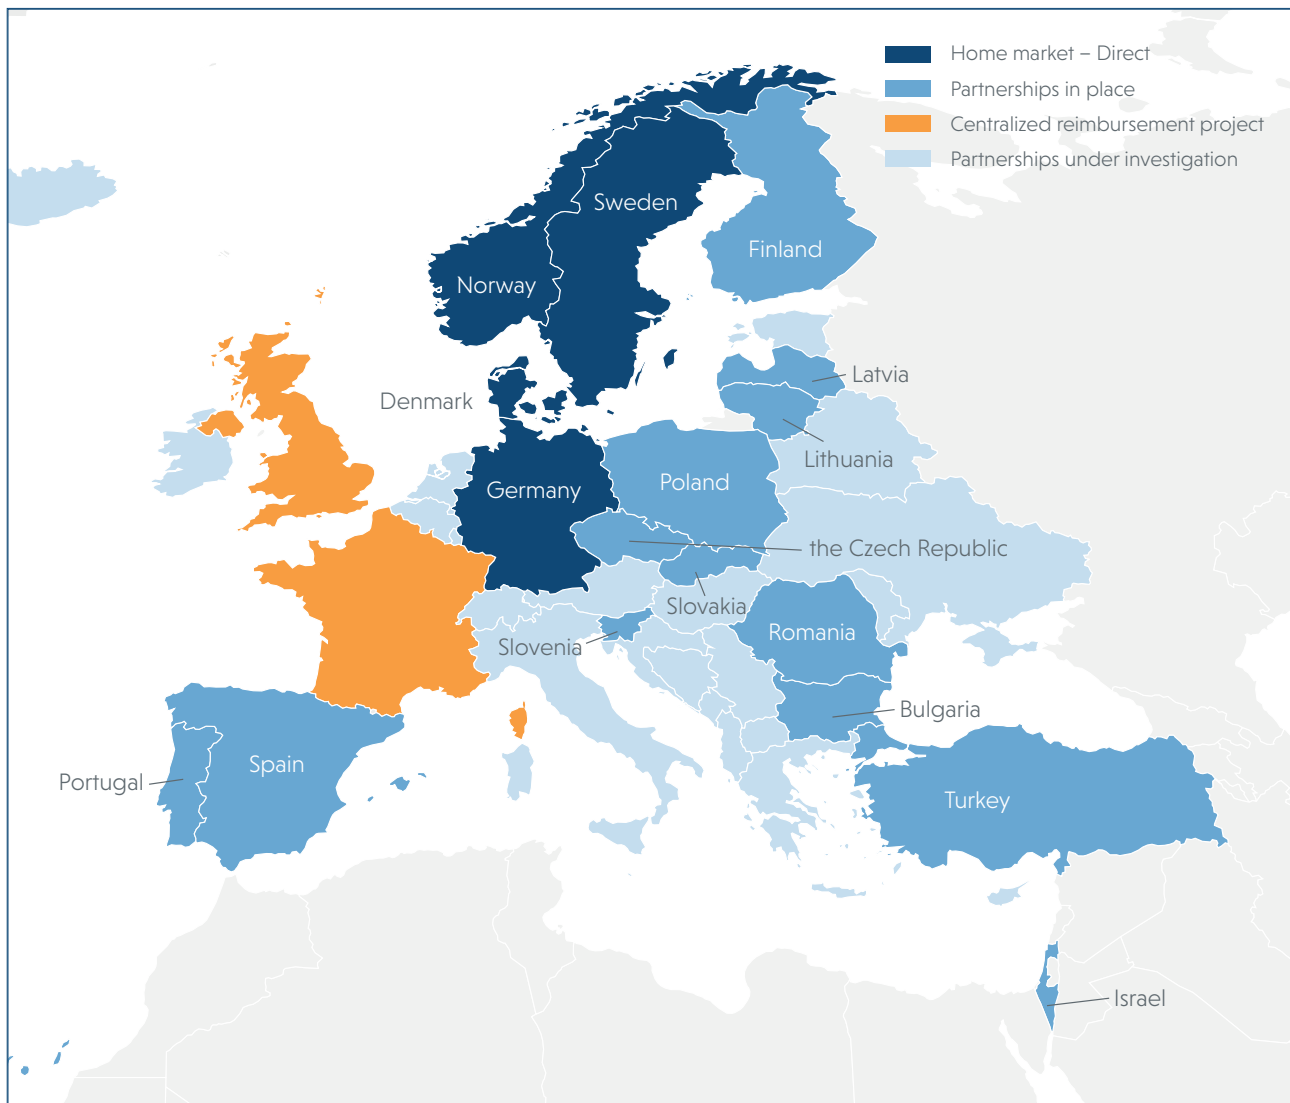 Home market – Direct
Partnerships in place
Centralized reimbursement project
Partnerships under investigation
Sweden
Finland
Norway
Latvia
Denmark
Lithuania
Poland
Germany
the Czech Republic
Slovakia
Romania
Slovenia
Bulgaria
Spain
Portugal
Turkey
Israel